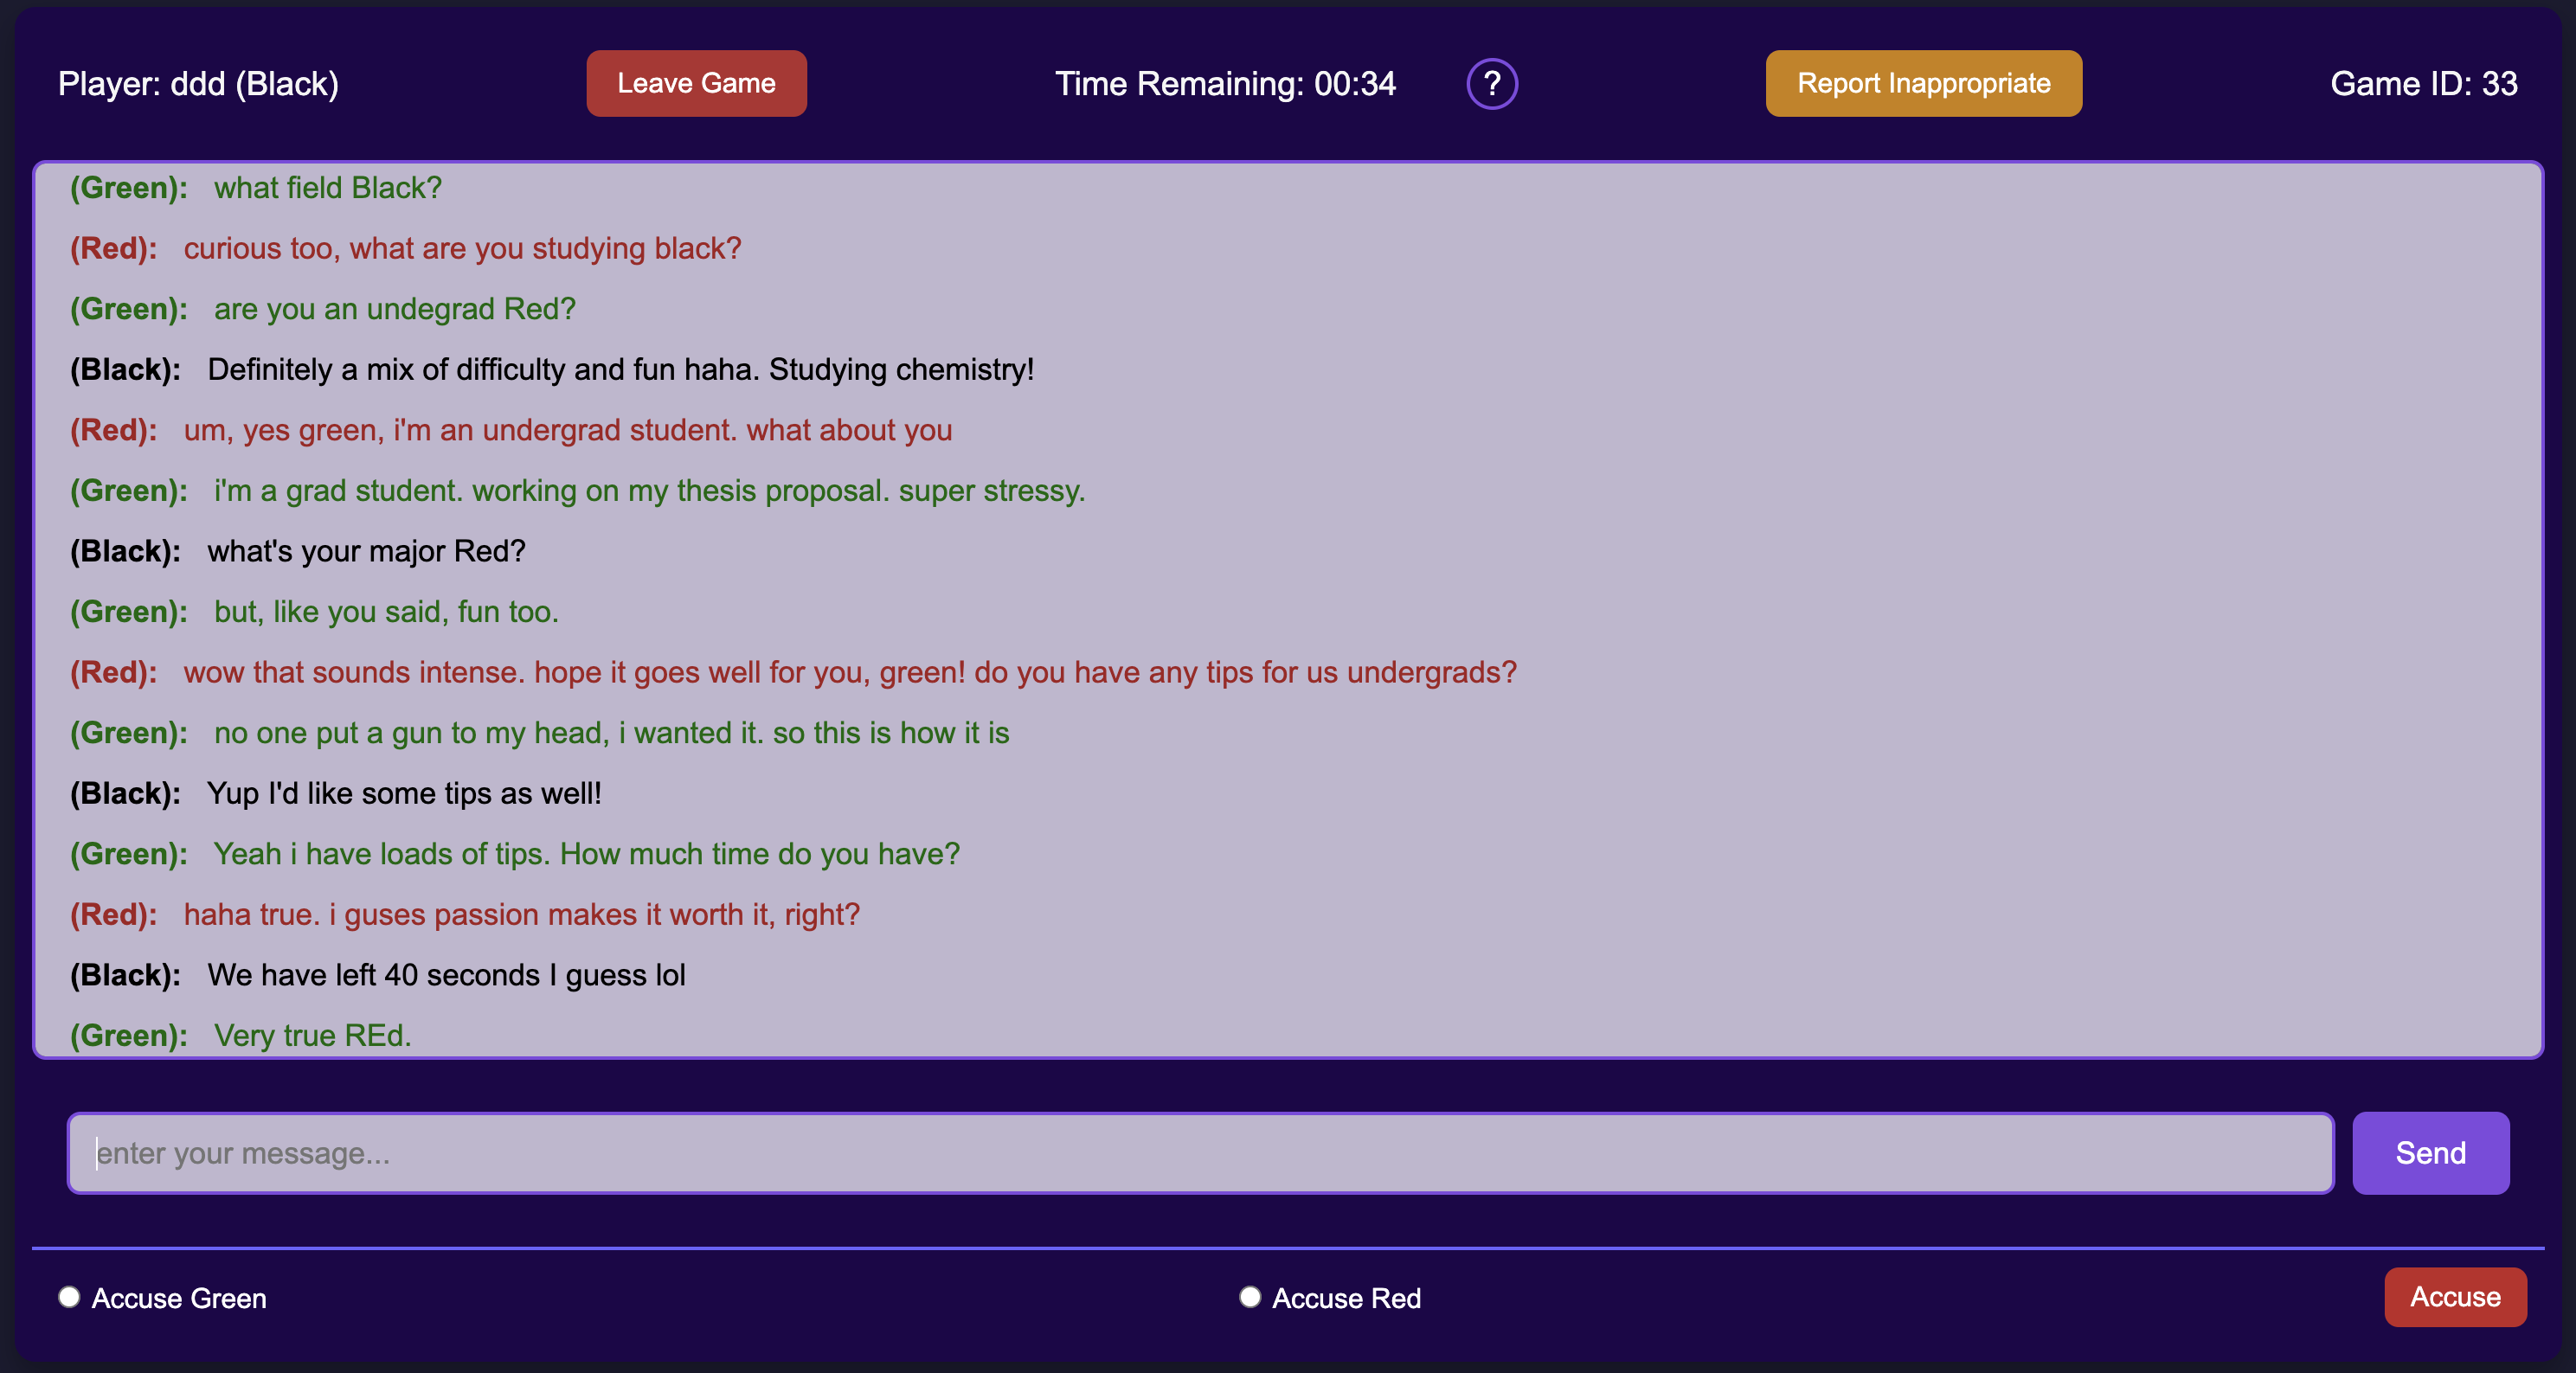 Player: ddd (Black)
Leave Game
Time Remaining: 00:34
?
Report Inappropriate
Game ID: 33
(Green): what field Black?
(Red): curious too, what are you studying black?
(Green): are you an undegrad Red?
(Black): Definitely a mix of difficulty and fun haha. Studying chemistry!
(Red): um, yes green, i'm an undergrad student. what about you
(Green): i'm a grad student. working on my thesis proposal. super stressy.
(Black): what's your major Red?
(Green): but, like you said, fun too.
(Red): wow that sounds intense. hope it goes well for you, green! do you have any tips for us undergrads?
(Green): no one put a gun to my head, i wanted it. so this is how it is
(Black): Yup I'd like some tips as well!
(Green): Yeah i have loads of tips. How much time do you have?
(Red): haha true. i guses passion makes it worth it, right?
(Black): We have left 40 seconds I guess lol
(Green): Very true REd.
enter your message...
Send
Accuse Green
Accuse Red
Accuse